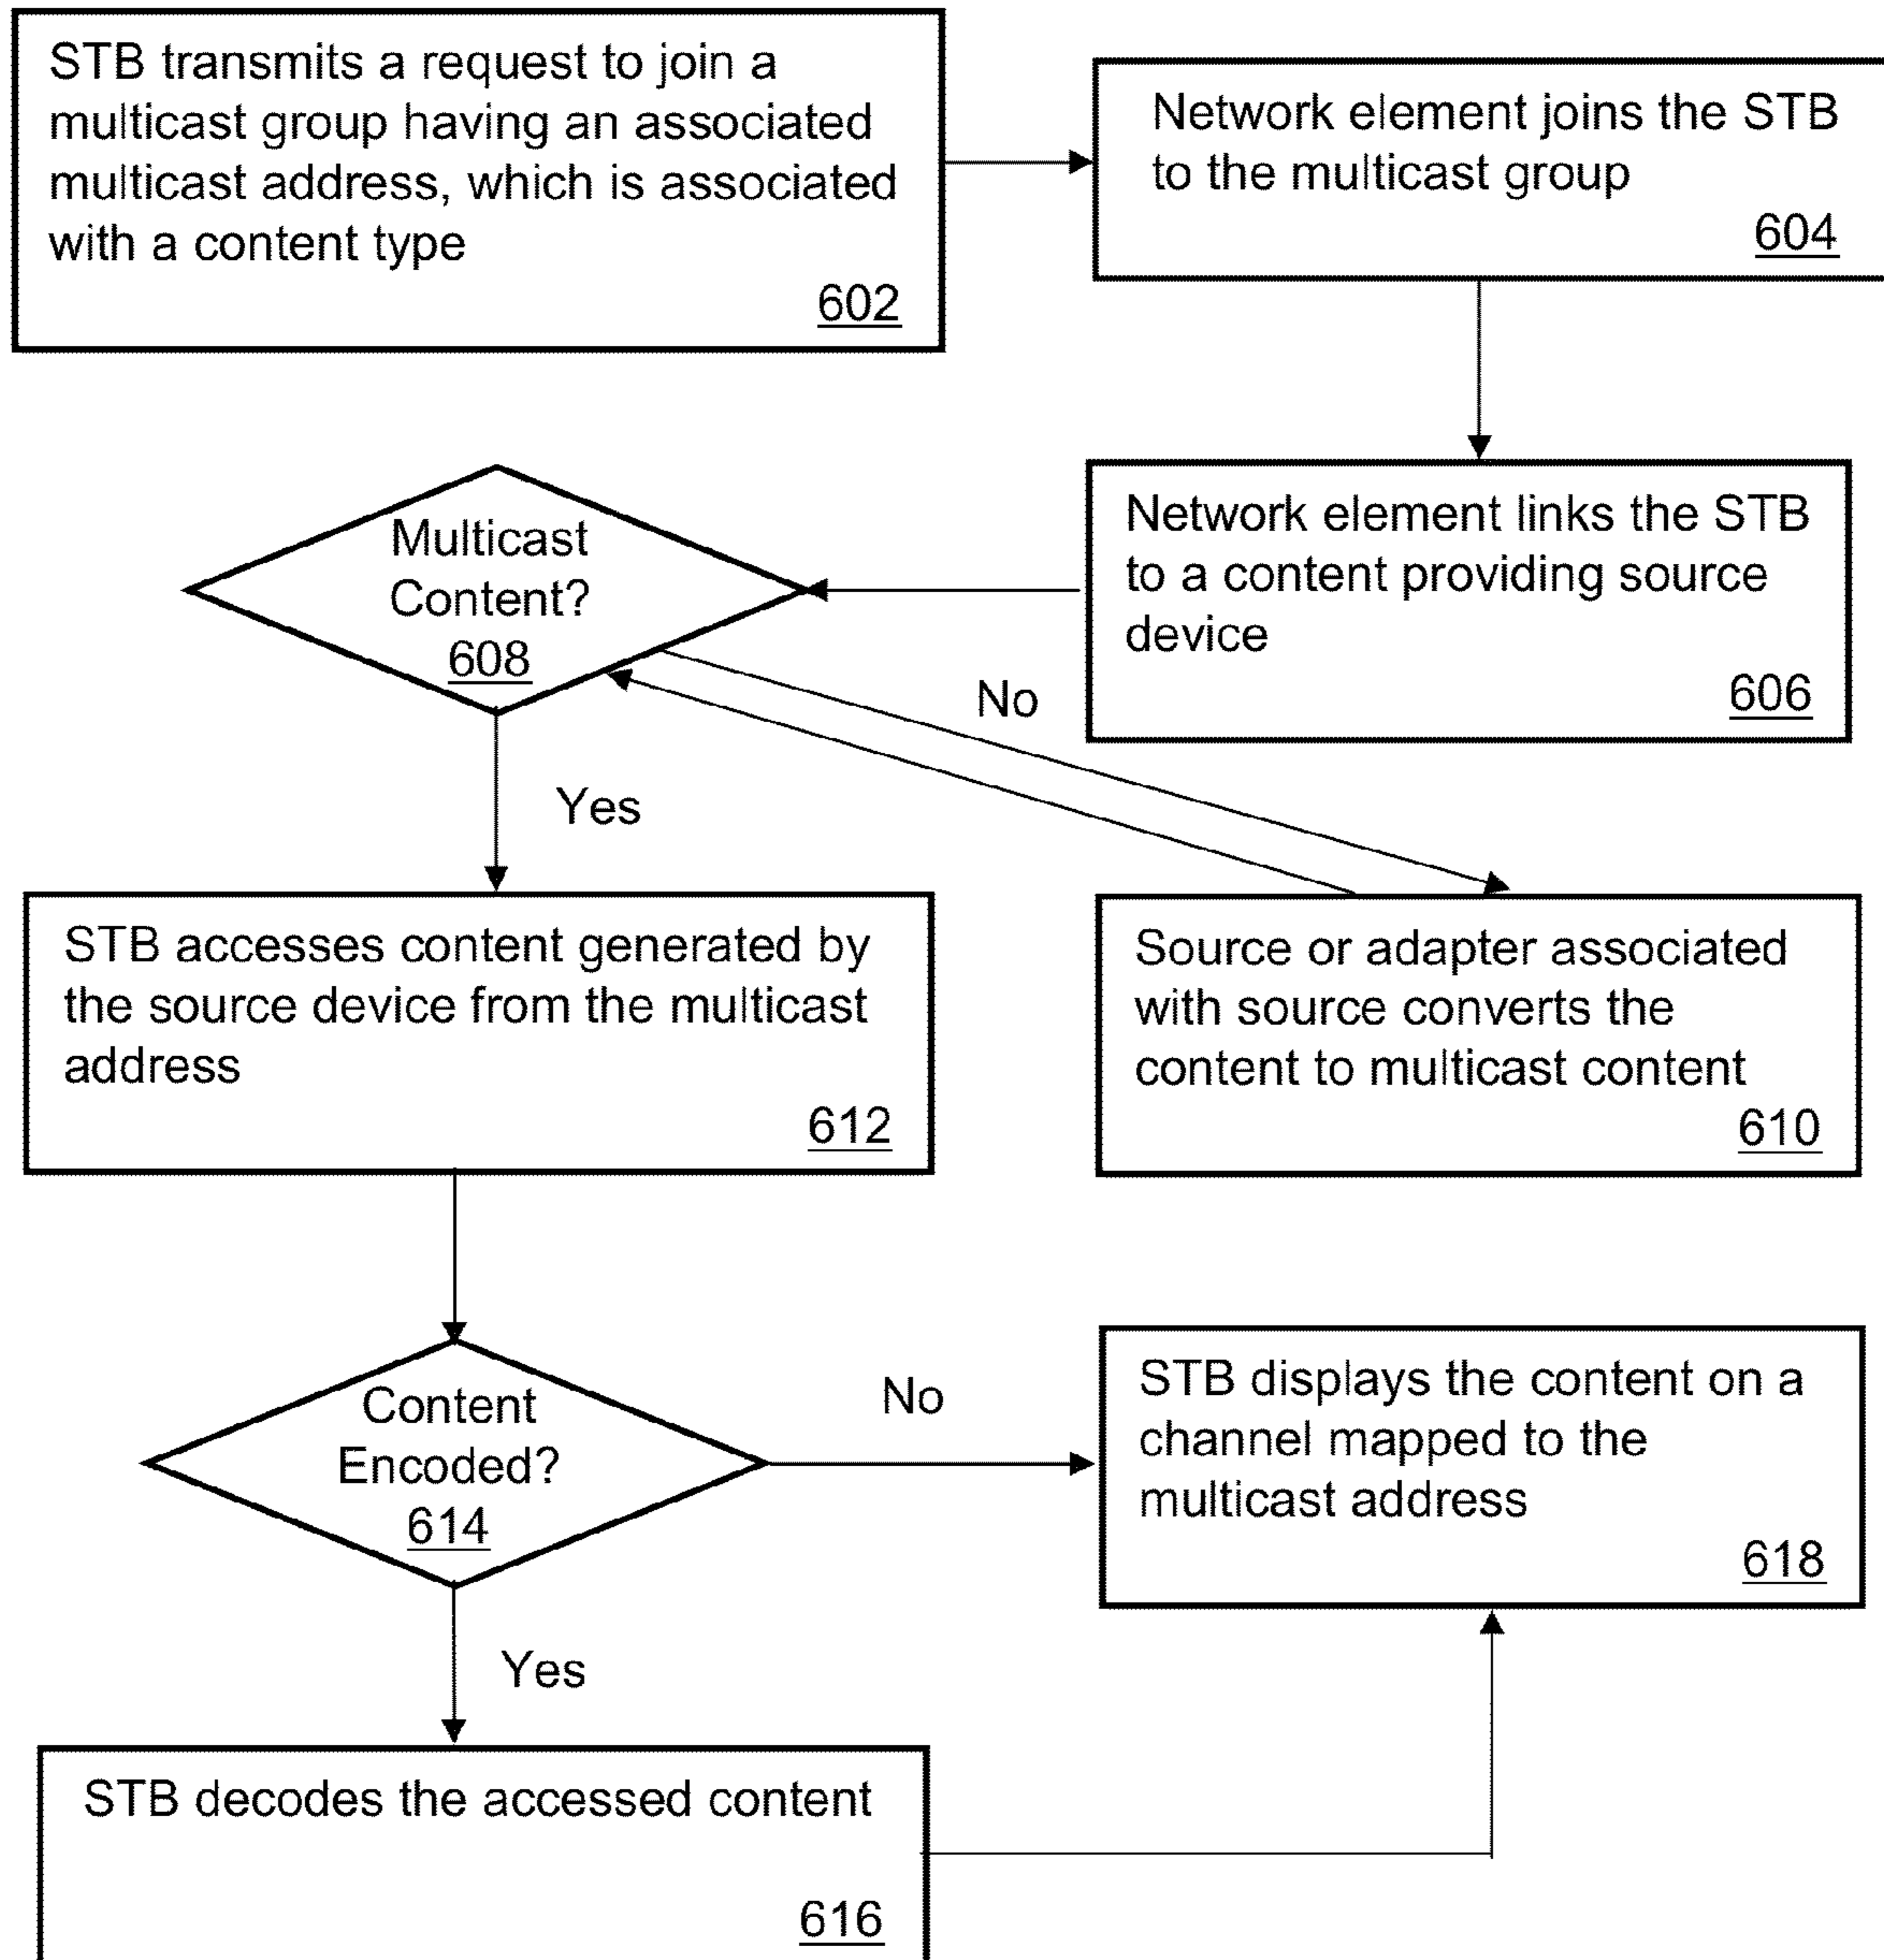 STB transmits a request to join a
multicast group having an associated
multicast address, which is associated
with a content type
602
Network element joins the STB
to the multicast group
604
Network element links the STB
to a content providing source
device
606
Multicast
Content?
608
No
Yes
Source or adapter associated
with source converts the
content to multicast content
610
STB accesses content generated by
the source device from the multicast
address
612
Content
Encoded?
614
No
Yes
STB decodes the accessed content
616
STB displays the content on a
channel mapped to the
multicast address
618